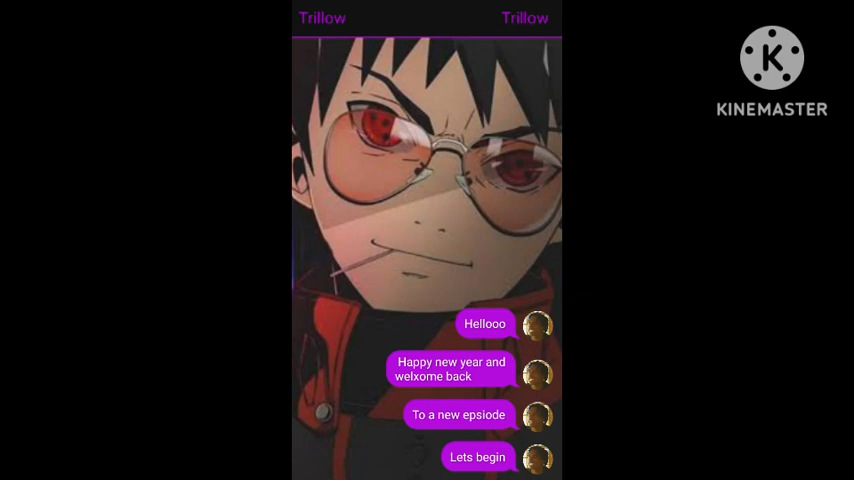 Trillow Trillow
KINEMASTER
Hellooo
Happy new year and
welxome back
To a new epsiode
Lets begin